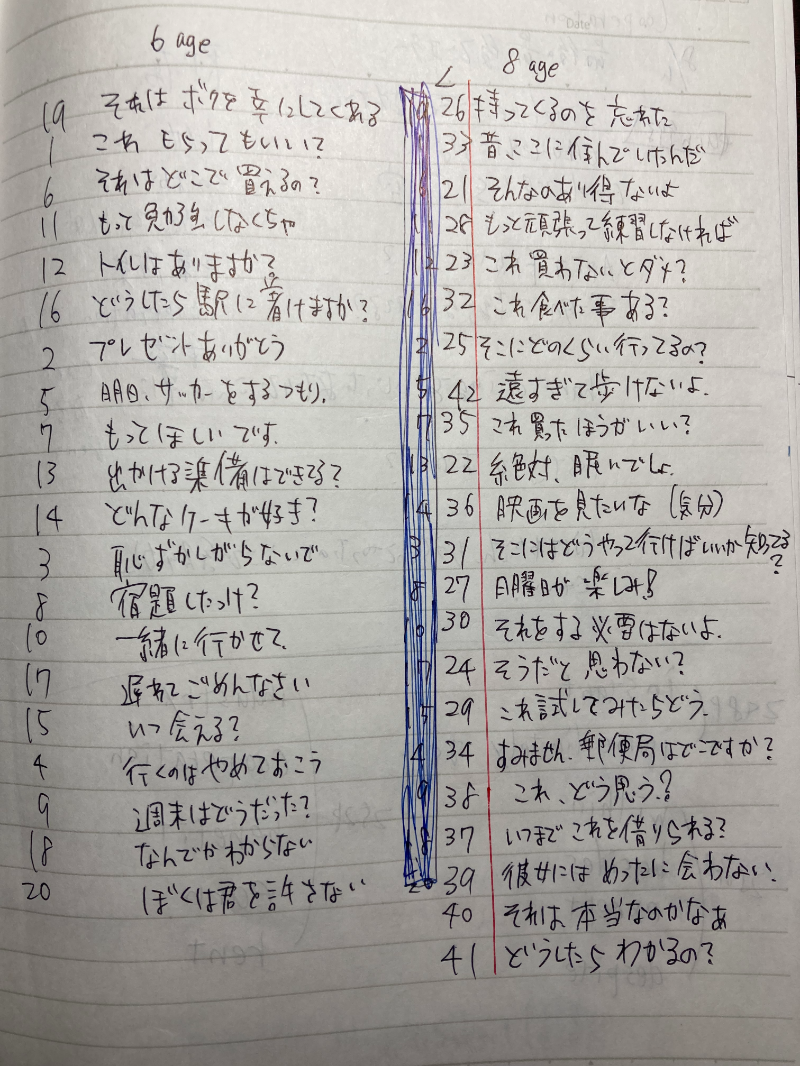 6 age
19 それは ボクを 幸にしてくれる
1 これ もらっても いい?
6 それは どこで 買えるの?
11 もって 勉強しなくちゃ
12 トイレは ありますか?
16 どうしたら 駅に 着けますか?
2 プレゼント ありがとう
5 明日、サッカーをする つもり.
7 もって ほしい です.
13 出かける 準備は できてる?
14 どんな ケーキが 好き?
3 恥ずかしがらないで
8 宿題したっけ?
10 一緒に 行かせて.
17 遅れて ごめんなさい
15 いつ 会える?
4 行くのは やめておこう
9 週末は どうだった?
18 なんでか わからない
20 ぼくは 君を 許さない
8 age
26 持ってくるのを 忘れた
33 昔、ここに 住んで いたんだ
21 そんなの あり得ないよ
28 もっと 頑張って 練習しなければ
23 これ 買わないと ダメ?
32 これ 食べた 事 ある?
25 そこに どのくらい 行ってるの?
42 遠すぎて 歩けないよ.
35 これ 買った ほうが いい?
22 絶対、眠いでしょ.
36 映画を 見たいな (気分)
31 そこには どうやって 行けば いいか 知ってる?
27 日曜日が 楽しみ!
30 それをする 必要はないよ.
24 そうだと 思わない?
29 これ 試してみたら どう.
34 すみません. 郵便局は どこですか?
38 これ、どう 思う?
37 いつまで これを 借りられる?
39 彼女には めったに 会わない.
40 それは 本当なのかなぁ
41 どうしたら わかるの?